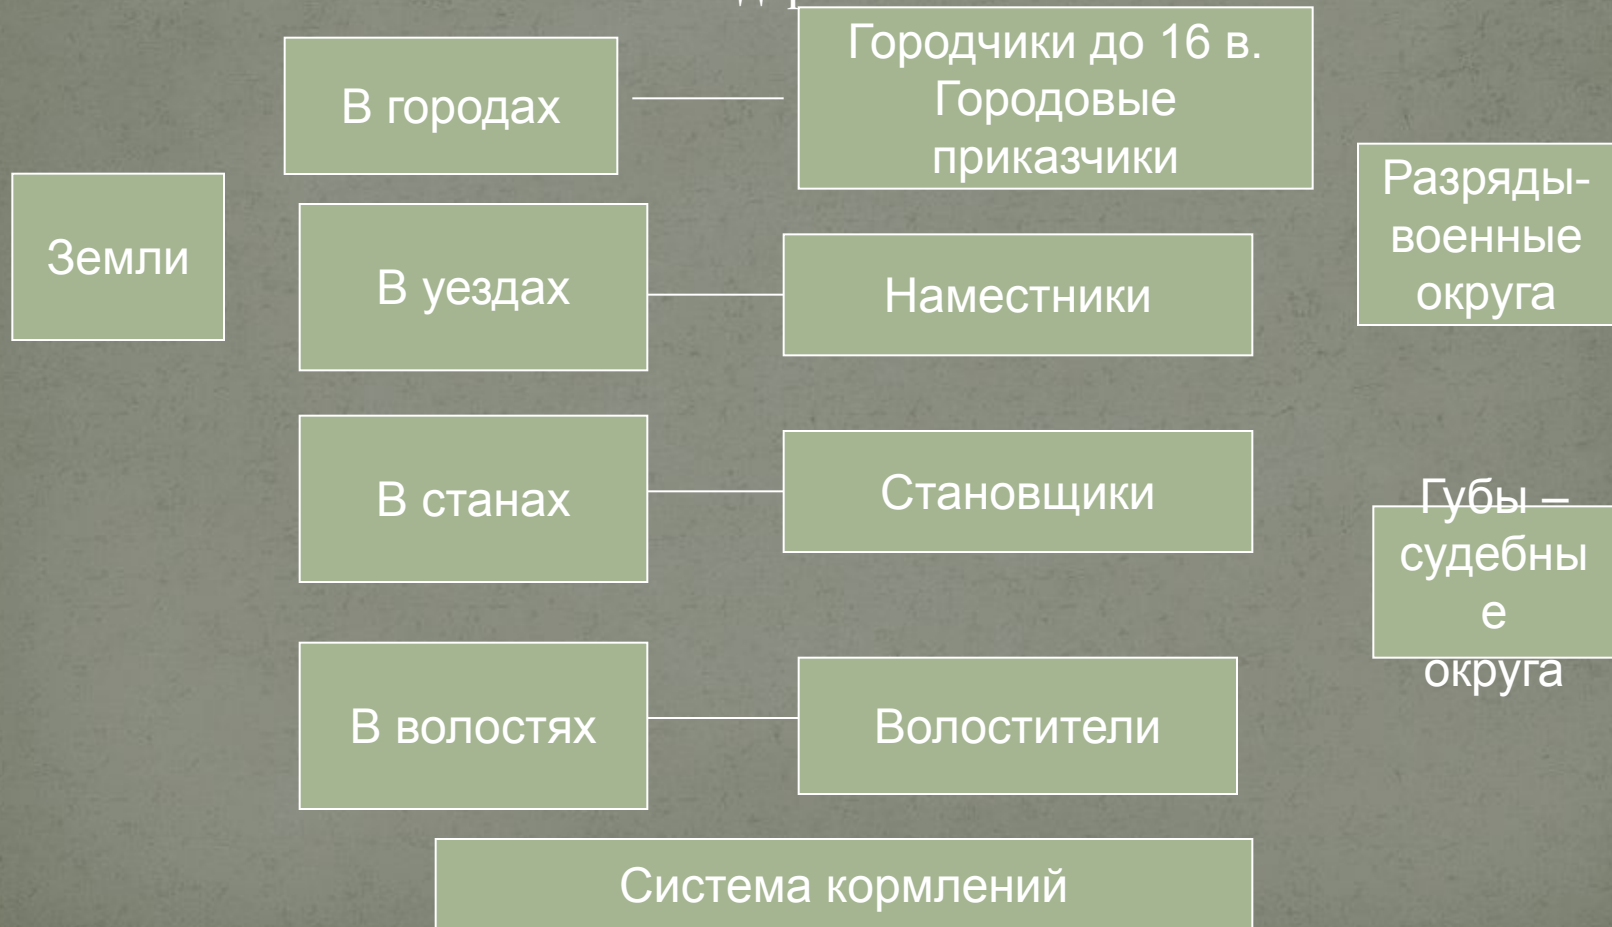 В городах
Городчики до 16 в.
Городовые
приказчики
Земли
В уездах
Наместники
Разряды-
военные
округа
В станах
Становщики
Губы –
судебны
е
округа
В волостях
Волостители
Система кормлений